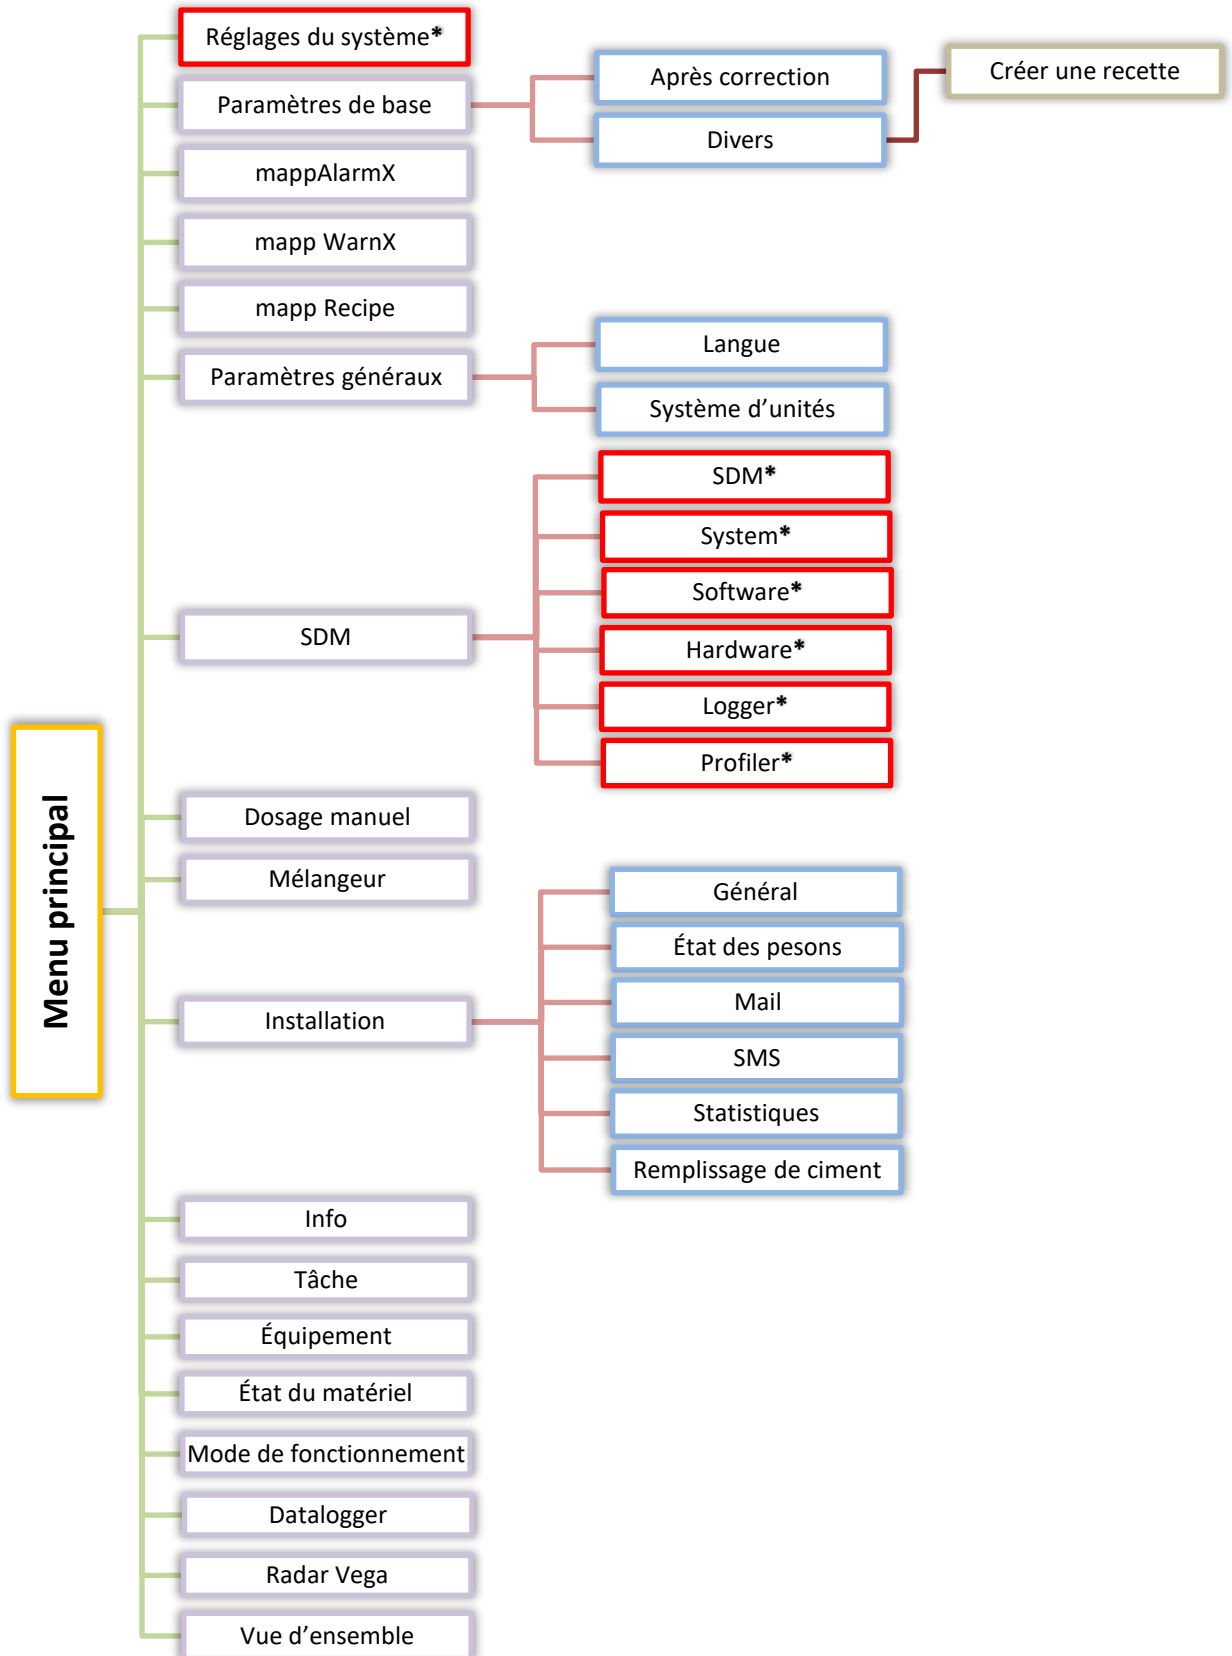 Menu principal
Réglages du système*
Paramètres de base
Après correction
Divers
Créer une recette
mappAlarmX
mapp WarnX
mapp Recipe
Paramètres généraux
Langue
Système d’unités
SDM
SDM*
System*
Software*
Hardware*
Logger*
Profiler*
Dosage manuel
Mélangeur
Installation
Général
État des pesons
Mail
SMS
Statistiques
Remplissage de ciment
Info
Tâche
Équipement
État du matériel
Mode de fonctionnement
Datalogger
Radar Vega
Vue d’ensemble